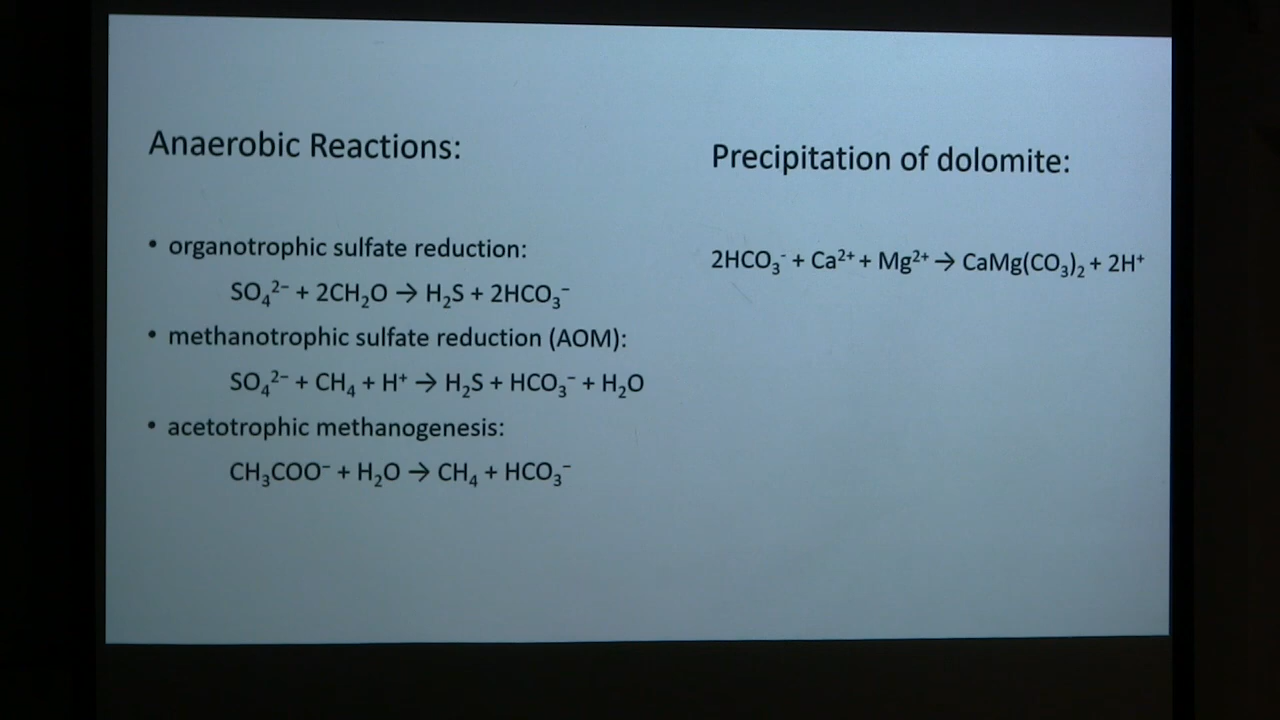 Anaerobic Reactions:
• organotrophic sulfate reduction:
SO₄²⁻ + 2CH₂O → H₂S + 2HCO₃⁻
• methanotrophic sulfate reduction (AOM):
SO₄²⁻ + CH₄ + H⁺ → H₂S + HCO₃⁻ + H₂O
• acetotrophic methanogenesis:
CH₃COO⁻ + H₂O → CH₄ + HCO₃⁻
Precipitation of dolomite:
2HCO₃⁻ + Ca²⁺ + Mg²⁺ → CaMg(CO₃)₂ + 2H⁺